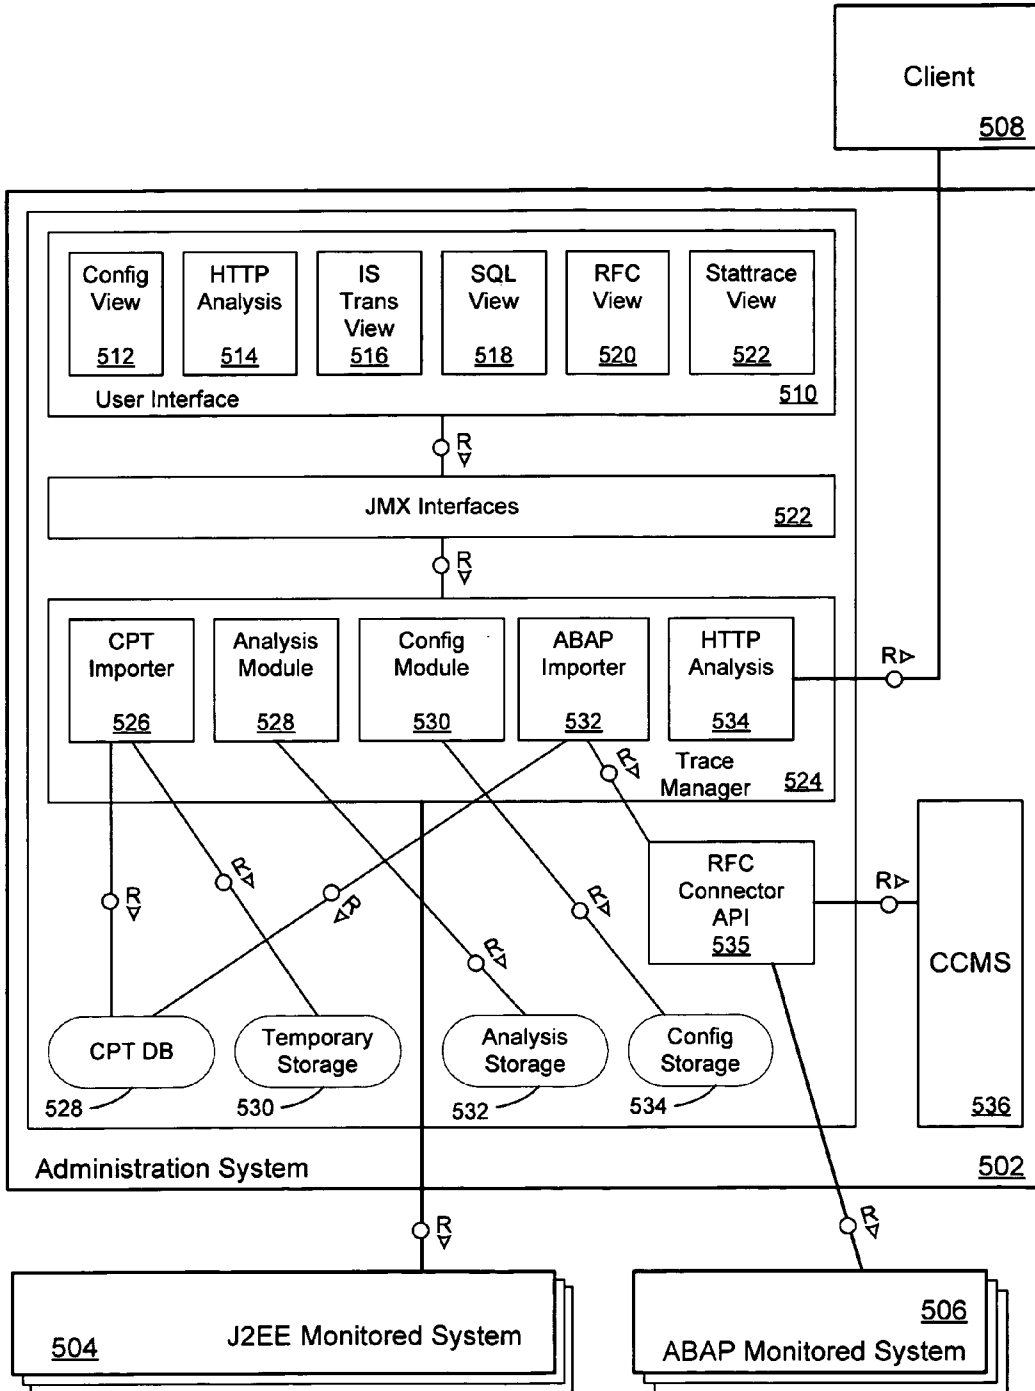 Client
508
Config
View
512
HTTP
Analysis
514
IS
Trans
View
516
SQL
View
518
RFC
View
520
Stattrace
View
522
User Interface
510
R
JMX Interfaces
522
R
CPT
Importer
526
Analysis
Module
528
Config
Module
530
ABAP
Importer
532
HTTP
Analysis
534
R
R
Trace
Manager
524
R
R
R
R
R
RFC
Connector
API
535
R
CCMS
536
CPT DB
528
Temporary
Storage
530
Analysis
Storage
532
Config
Storage
534
Administration System
502
R
R
504
J2EE Monitored System
506
ABAP Monitored System